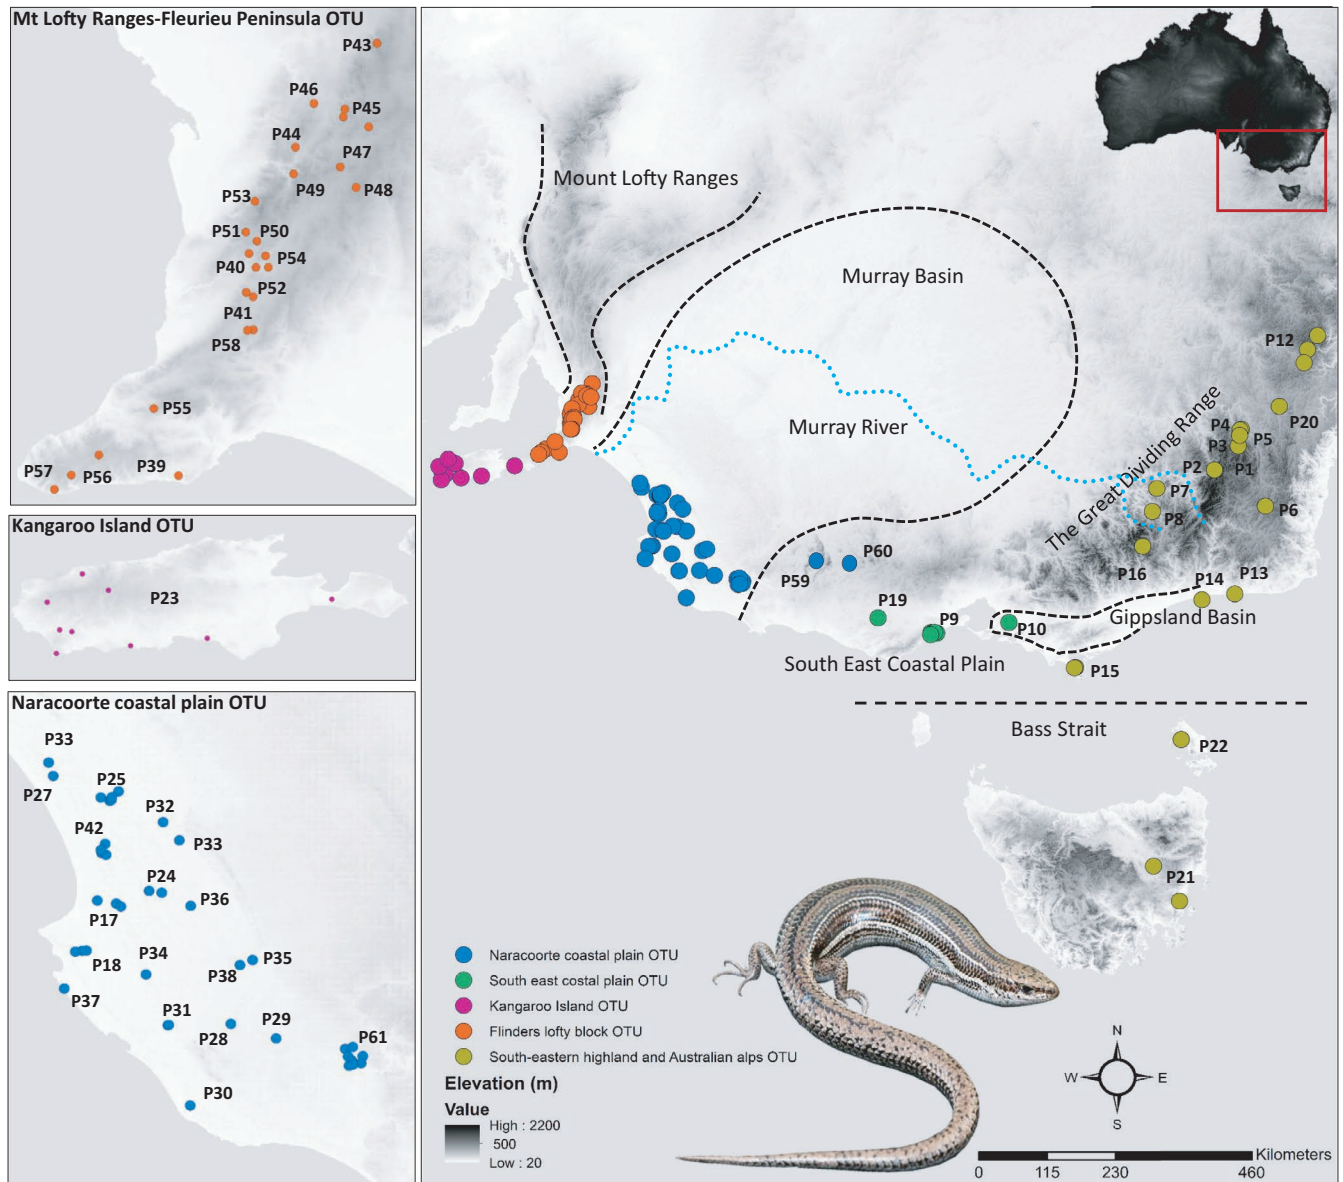 Mt Lofty Ranges-Fleurieu Peninsula OTU
P43
P46
P45
P44
P47
P49
P48
P53
P51
P50
P54
P40
P52
P41
P58
P55
P57
P56
P39
Kangaroo Island OTU
P23
Naracoorte coastal plain OTU
P33
P27
P25
P32
P42
P33
P24
P36
P17
P34
P18
P38
P35
P37
P31
P28
P29
P61
P30
Mount Lofty Ranges
Murray Basin
Murray River
The Great Dividing Range
P12
P20
P4
P5
P3
P2
P1
P7
P6
P8
P16
P60
P59
P19
P9
P10
P14
P13
Gippsland Basin
South East Coastal Plain
P15
Bass Strait
P22
P21
Naracoorte coastal plain OTU
South east costal plain OTU
Kangaroo Island OTU
Flinders lofty block OTU
South-eastern highland and Australian alps OTU
Elevation (m)
Value
High : 2200
500
Low : 20
N
W
E
S
Kilometers
0 115 230 460